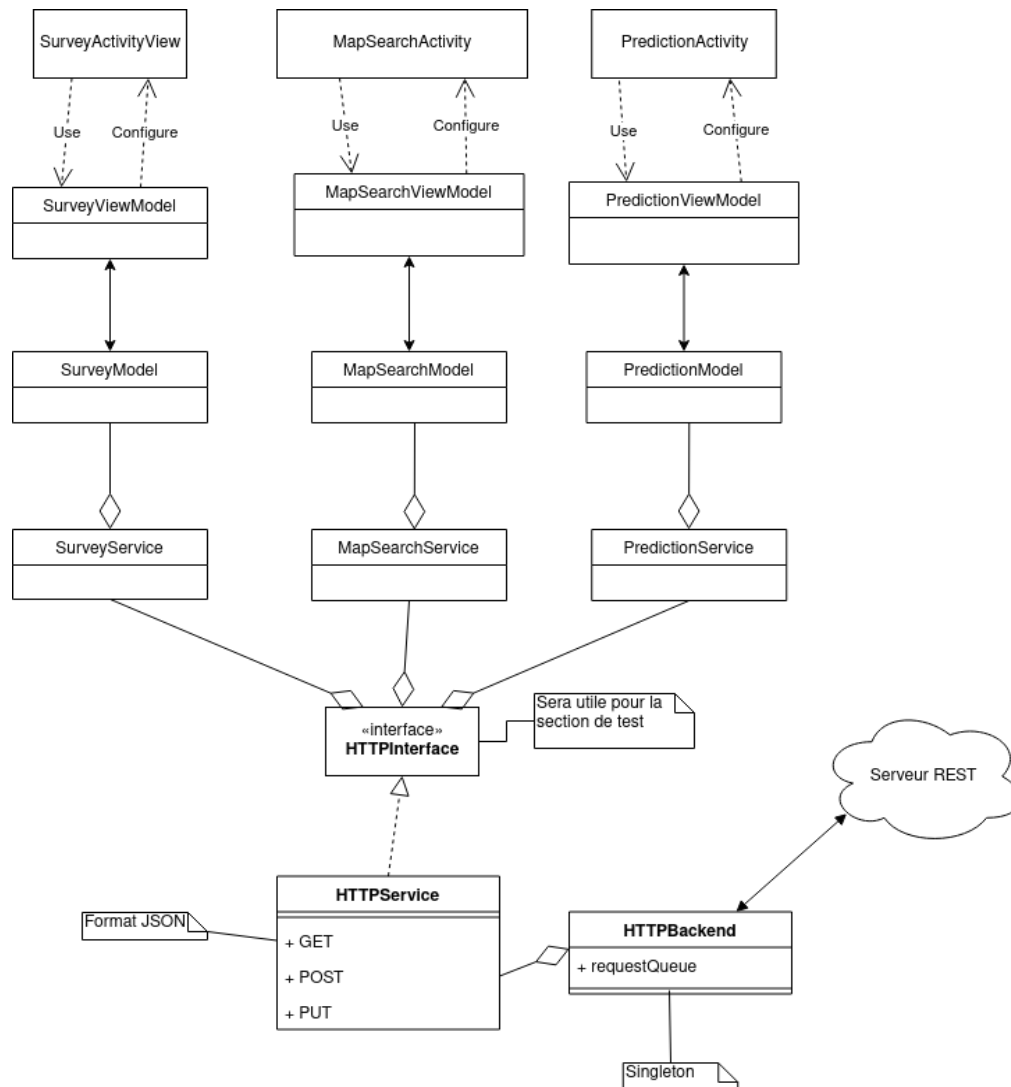 SurveyActivityView
MapSearchActivity
PredictionActivity
Use
Configure
Use
Configure
Use
Configure
SurveyViewModel
MapSearchViewModel
PredictionViewModel
SurveyModel
MapSearchModel
PredictionModel
SurveyService
MapSearchService
PredictionService
«interface»
HTTPInterface
Sera utile pour la
section de test
Serveur REST
HTTPService
+ GET
+ POST
+ PUT
Format JSON
HTTPBackend
+ requestQueue
Singleton